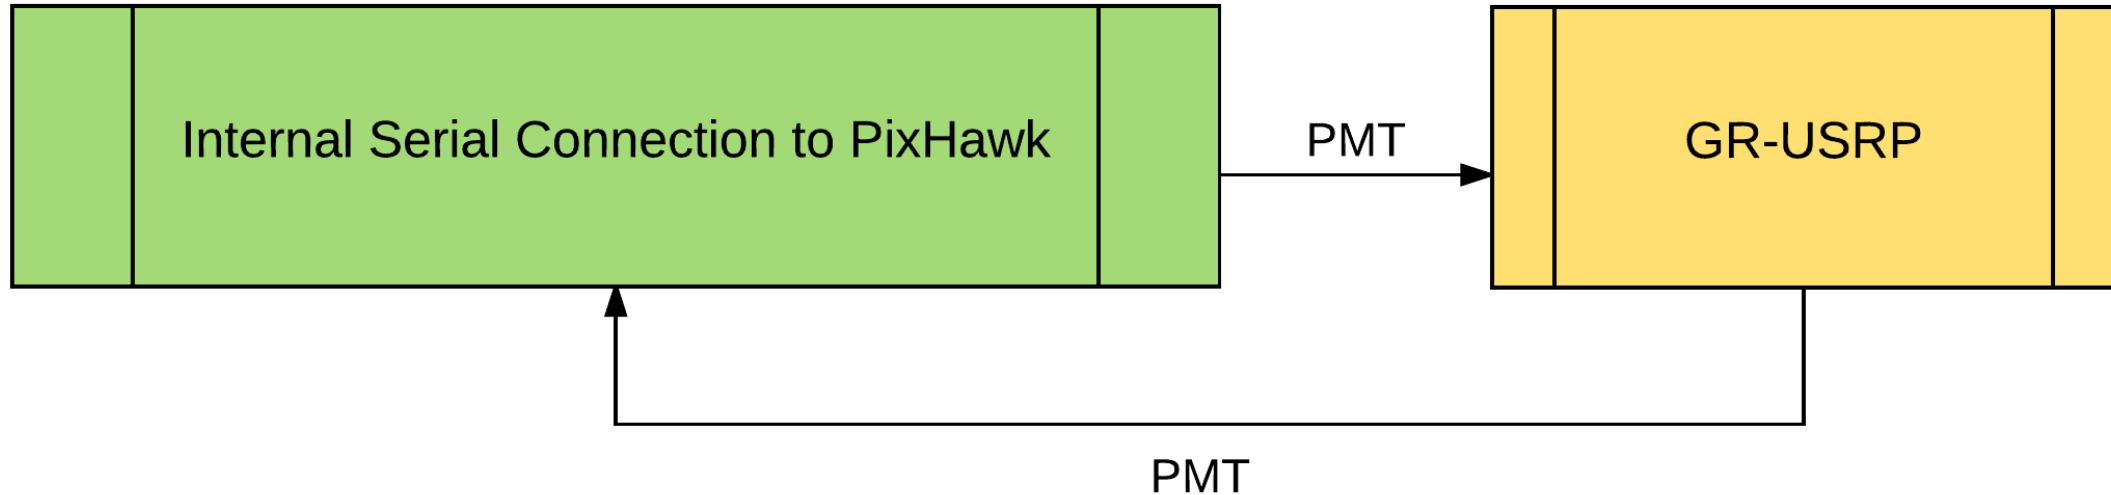 Internal Serial Connection to PixHawk
PMT
GR-USRP
PMT